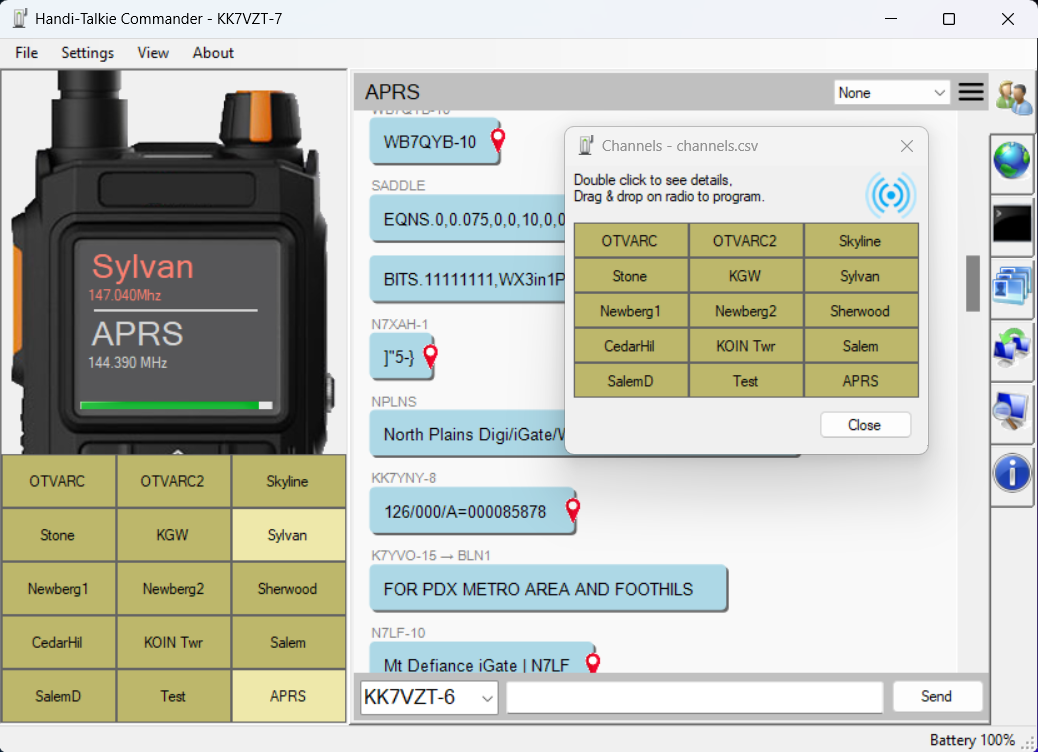 Handi-Talkie Commander - KK7VZT-7
File Settings View About
Sylvan
147.040Mhz
APRS
144.390 MHz
OTVARC OTVARC2 Skyline
Stone KGW Sylvan
Newberg1 Newberg2 Sherwood
CedarHil KOIN Twr Salem
SalemD Test APRS
APRS
None
WB7QYB-10
WB7QYB-10
SADDLE
EQNS.0,0.075,0,0,10,0,0
BITS.11111111,WX3in1P
N7XAH-1
]"5-}
NPLNS
North Plains Digi/iGate/W
KK7YNY-8
126/000/A=000085878
K7YVO-15 → BLN1
FOR PDX METRO AREA AND FOOTHILS
N7LF-10
Mt Defiance iGate | N7LF
KK7VZT-6
Send
Channels - channels.csv
Double click to see details,
Drag & drop on radio to program.
OTVARC OTVARC2 Skyline
Stone KGW Sylvan
Newberg1 Newberg2 Sherwood
CedarHil KOIN Twr Salem
SalemD Test APRS
Close
Battery 100%